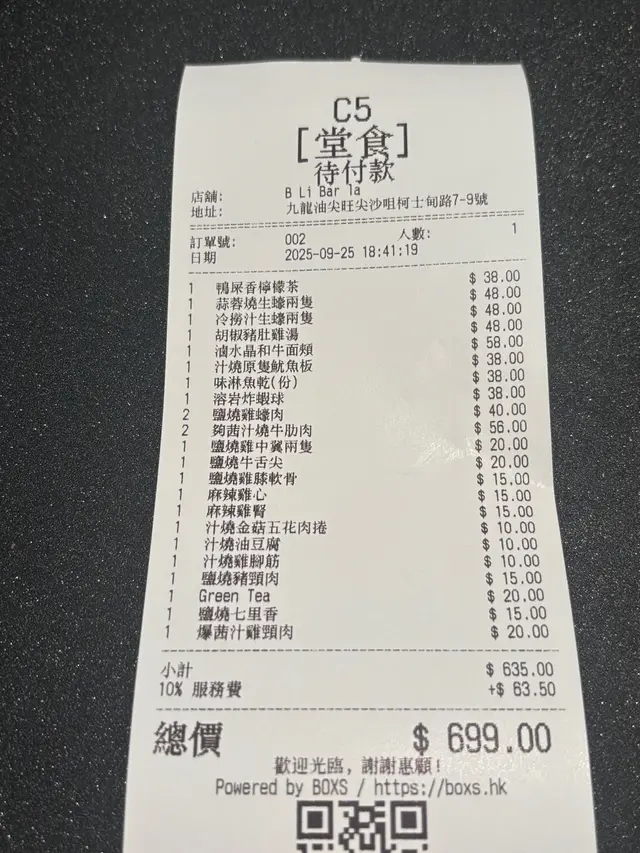 C5
[堂食]
待付款
店舖: B Li Bar la
地址: 九龍油尖旺尖沙咀柯士甸路7-9號
訂單號: 002 人數: 1
日期 2025-09-25 18:41:19
1 鴨屎香檸檬茶 $ 38.00
1 蒜蓉燒生蠔兩隻 $ 48.00
1 冷撈汁生蠔兩隻 $ 48.00
1 胡椒豬肚雞湯 $ 48.00
1 滷水晶和牛面頰 $ 58.00
1 汁燒原隻魷魚板 $ 38.00
1 味淋魚乾(份) $ 38.00
1 溶岩炸蝦球 $ 38.00
2 鹽燒雞蠔肉 $ 40.00
2 夠茜汁燒牛肋肉 $ 56.00
1 鹽燒雞中翼兩隻 $ 20.00
1 鹽燒牛舌尖 $ 20.00
1 鹽燒雞膝軟骨 $ 15.00
1 麻辣雞心 $ 15.00
1 麻辣雞腎 $ 15.00
1 汁燒金菇五花肉捲 $ 10.00
1 汁燒油豆腐 $ 10.00
1 汁燒雞腳筋 $ 10.00
1 鹽燒豬頸肉 $ 15.00
1 Green Tea $ 20.00
1 鹽燒七里香 $ 15.00
1 爆茜汁雞頸肉 $ 20.00
小計 $ 635.00
10% 服務費 +$ 63.50
總價 $ 699.00
歡迎光臨, 謝謝惠顧!
Powered by BOXS / https://boxs.hk